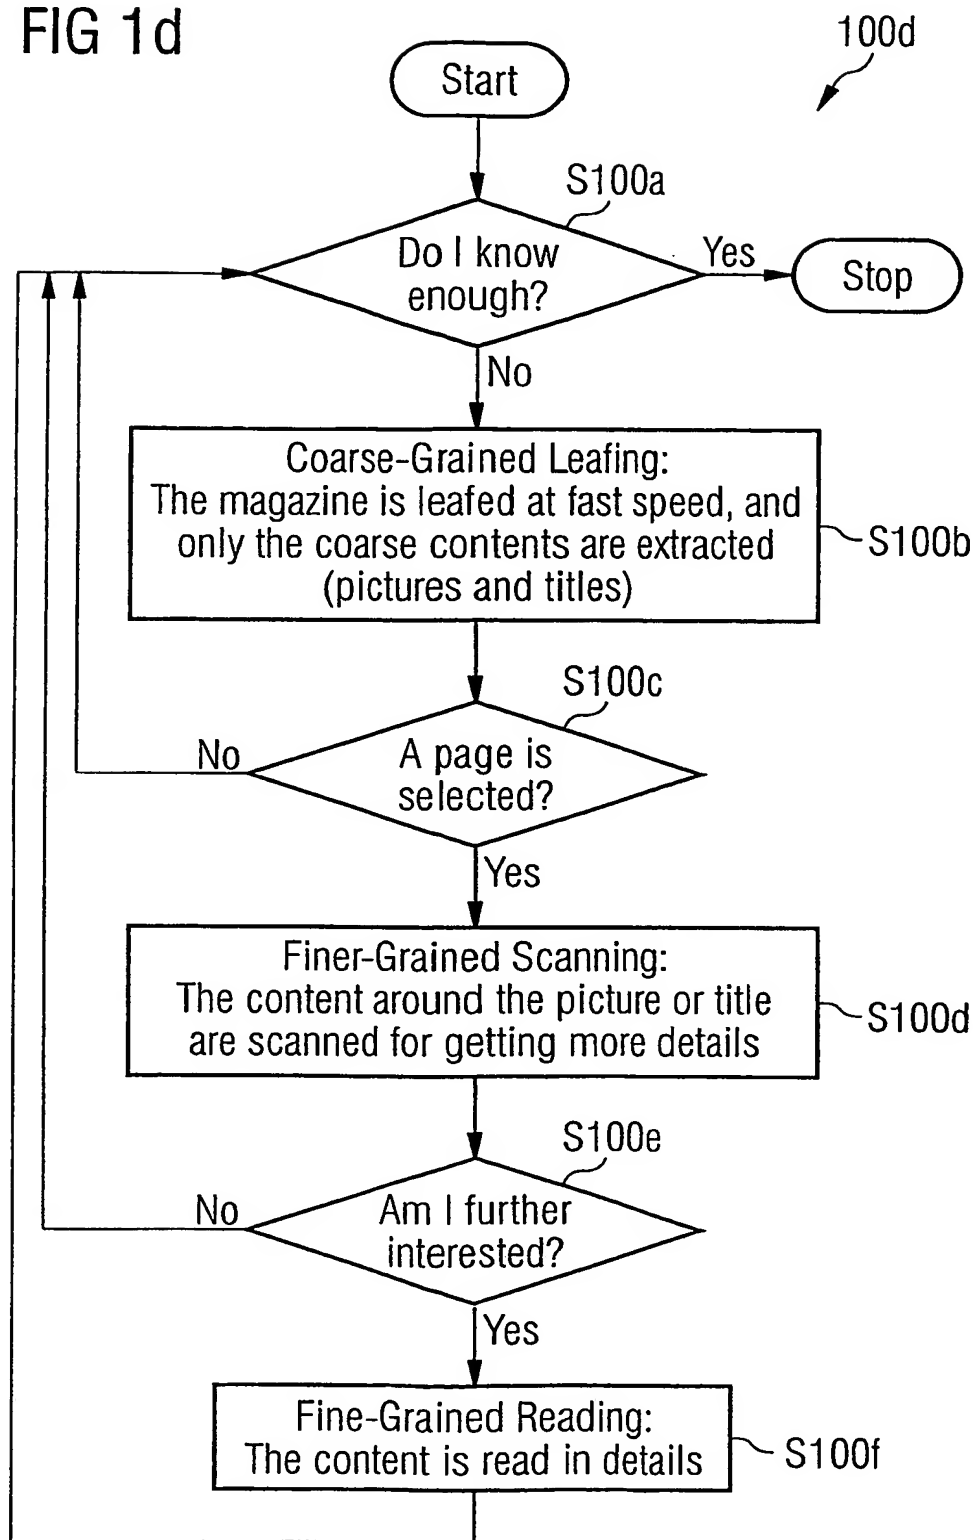 FIG 1d
100d
Start
S100a
Do I know
enough?
Yes
Stop
No
Coarse-Grained Leafing:
The magazine is leafed at fast speed, and
only the coarse contents are extracted
(pictures and titles)
S100b
S100c
A page is
selected?
No
Yes
Finer-Grained Scanning:
The content around the picture or title
are scanned for getting more details
S100d
S100e
Am I further
interested?
No
Yes
Fine-Grained Reading:
The content is read in details
S100f